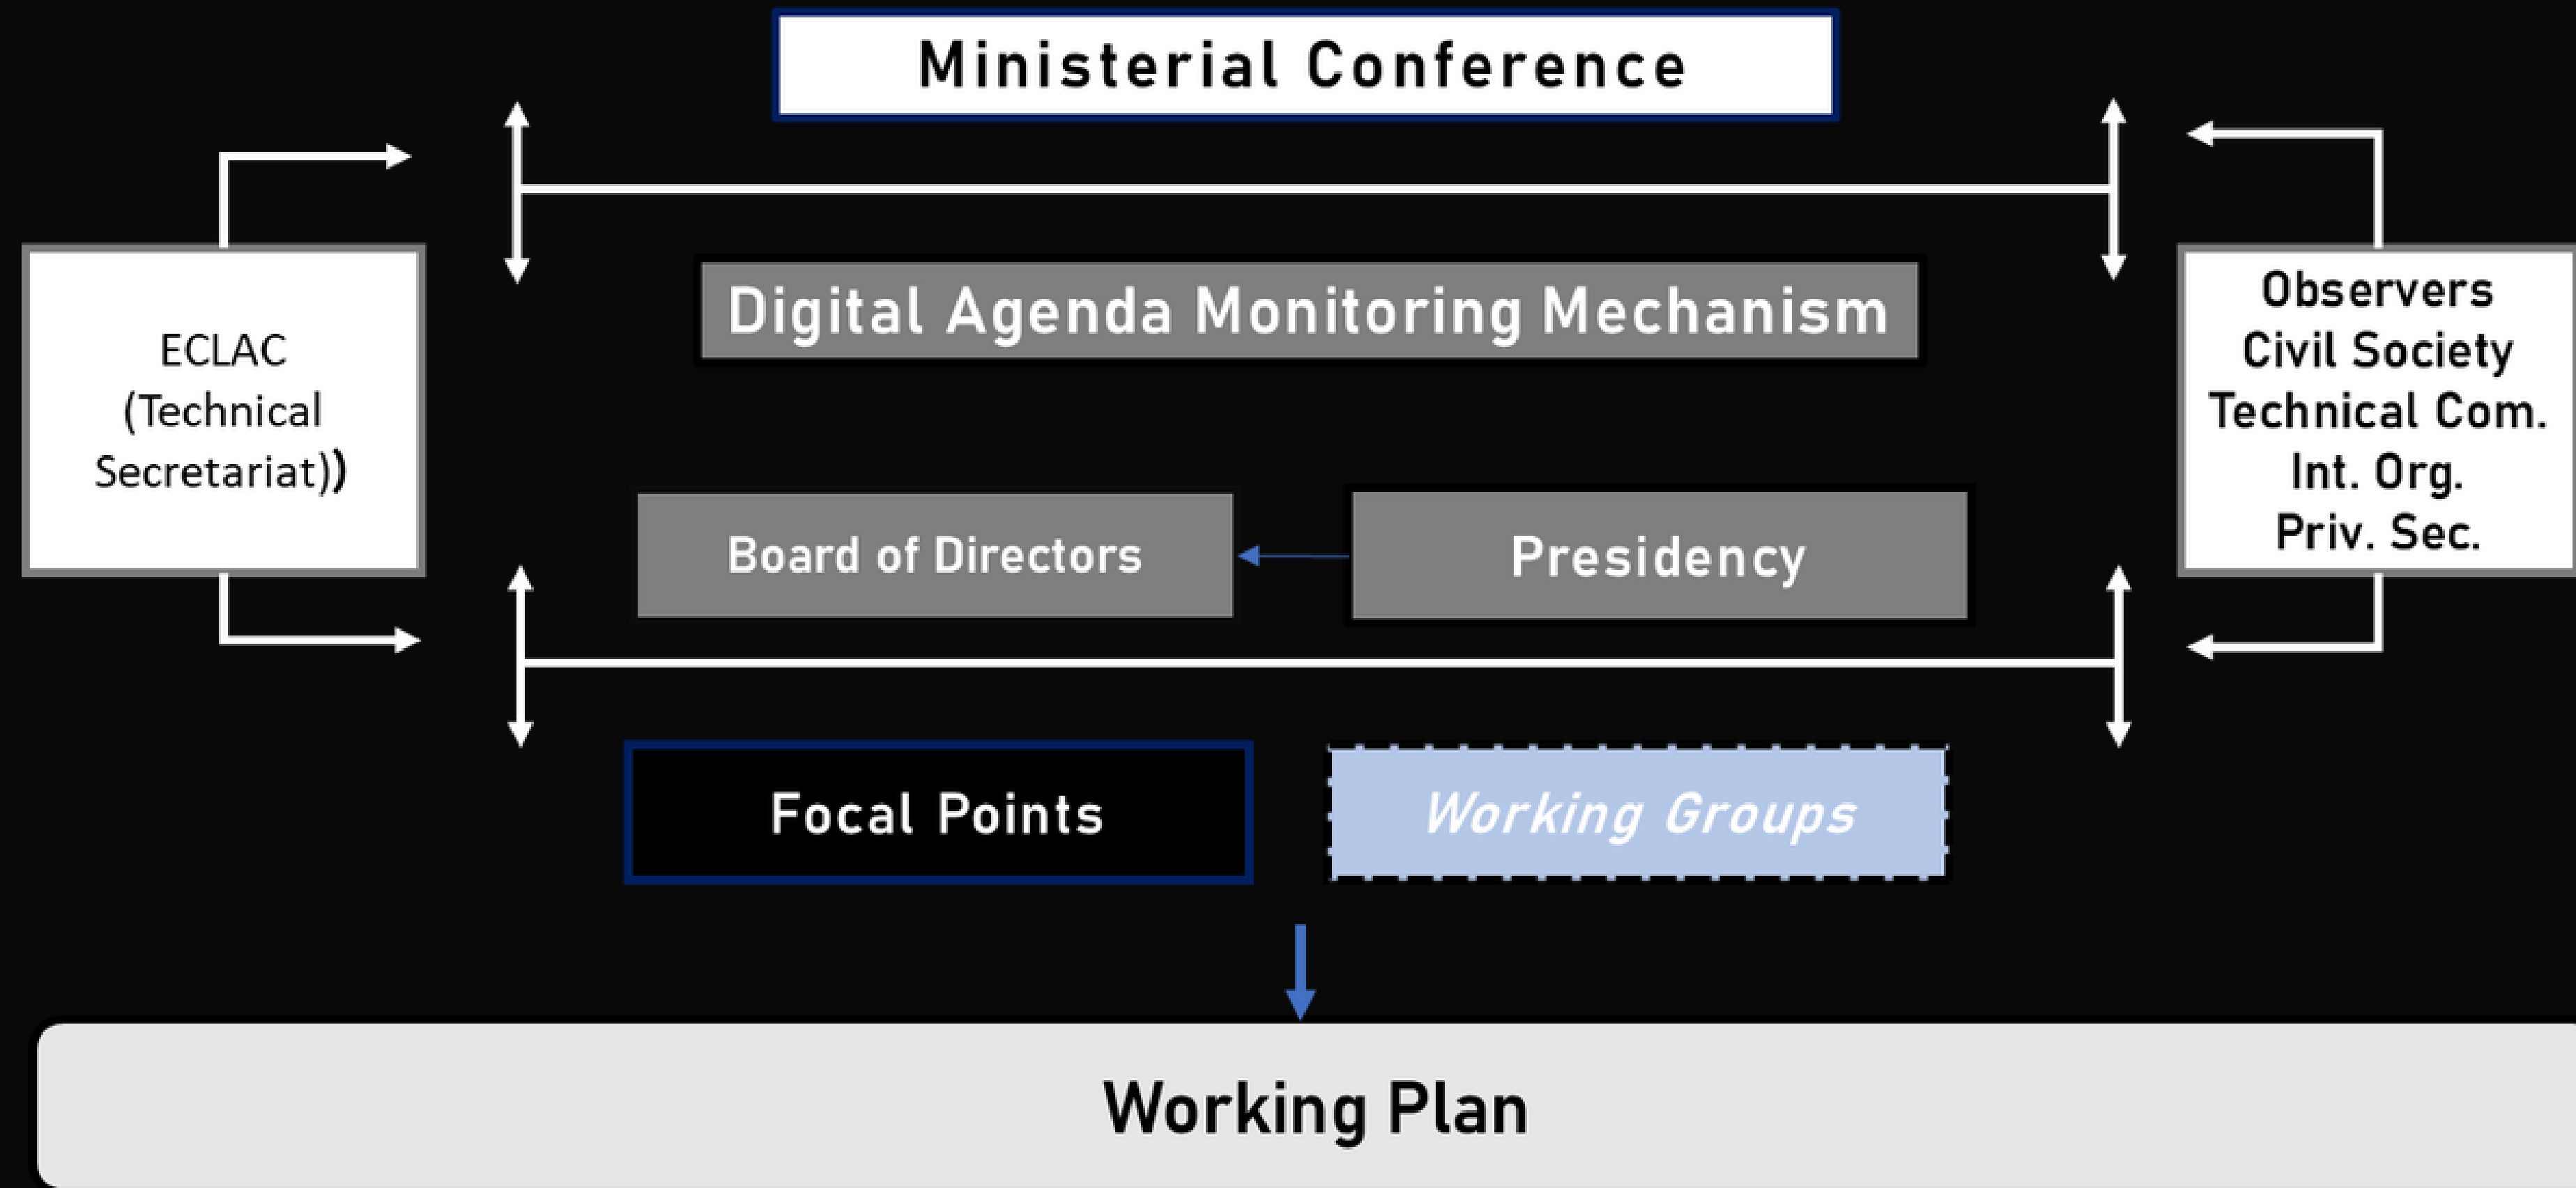 Ministerial Conference
Digital Agenda Monitoring Mechanism
ECLAC
(Technical
Secretariat))
Observers
Civil Society
Technical Com.
Int. Org.
Priv. Sec.
Board of Directors
Presidency
Focal Points
Working Groups
Working Plan